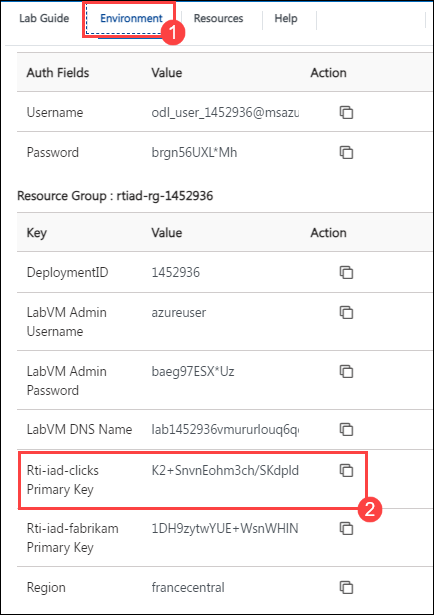 Lab Guide Environment Resources Help
1
Auth Fields Value Action
Username odl_user_1452936@msazu
Password brgn56UXL*Mh
Resource Group : rtiad-rg-1452936
Key Value Action
DeploymentID 1452936
LabVM Admin Username azureuser
LabVM Admin Password baeg97ESX*Uz
LabVM DNS Name lab1452936vmururlouq6q
Rti-iad-clicks Primary Key K2+SnvnEohm3ch/SKdpld
2
Rti-iad-fabrikam Primary Key 1DH9zytwYUE+WsnWHIN
Region francecentral